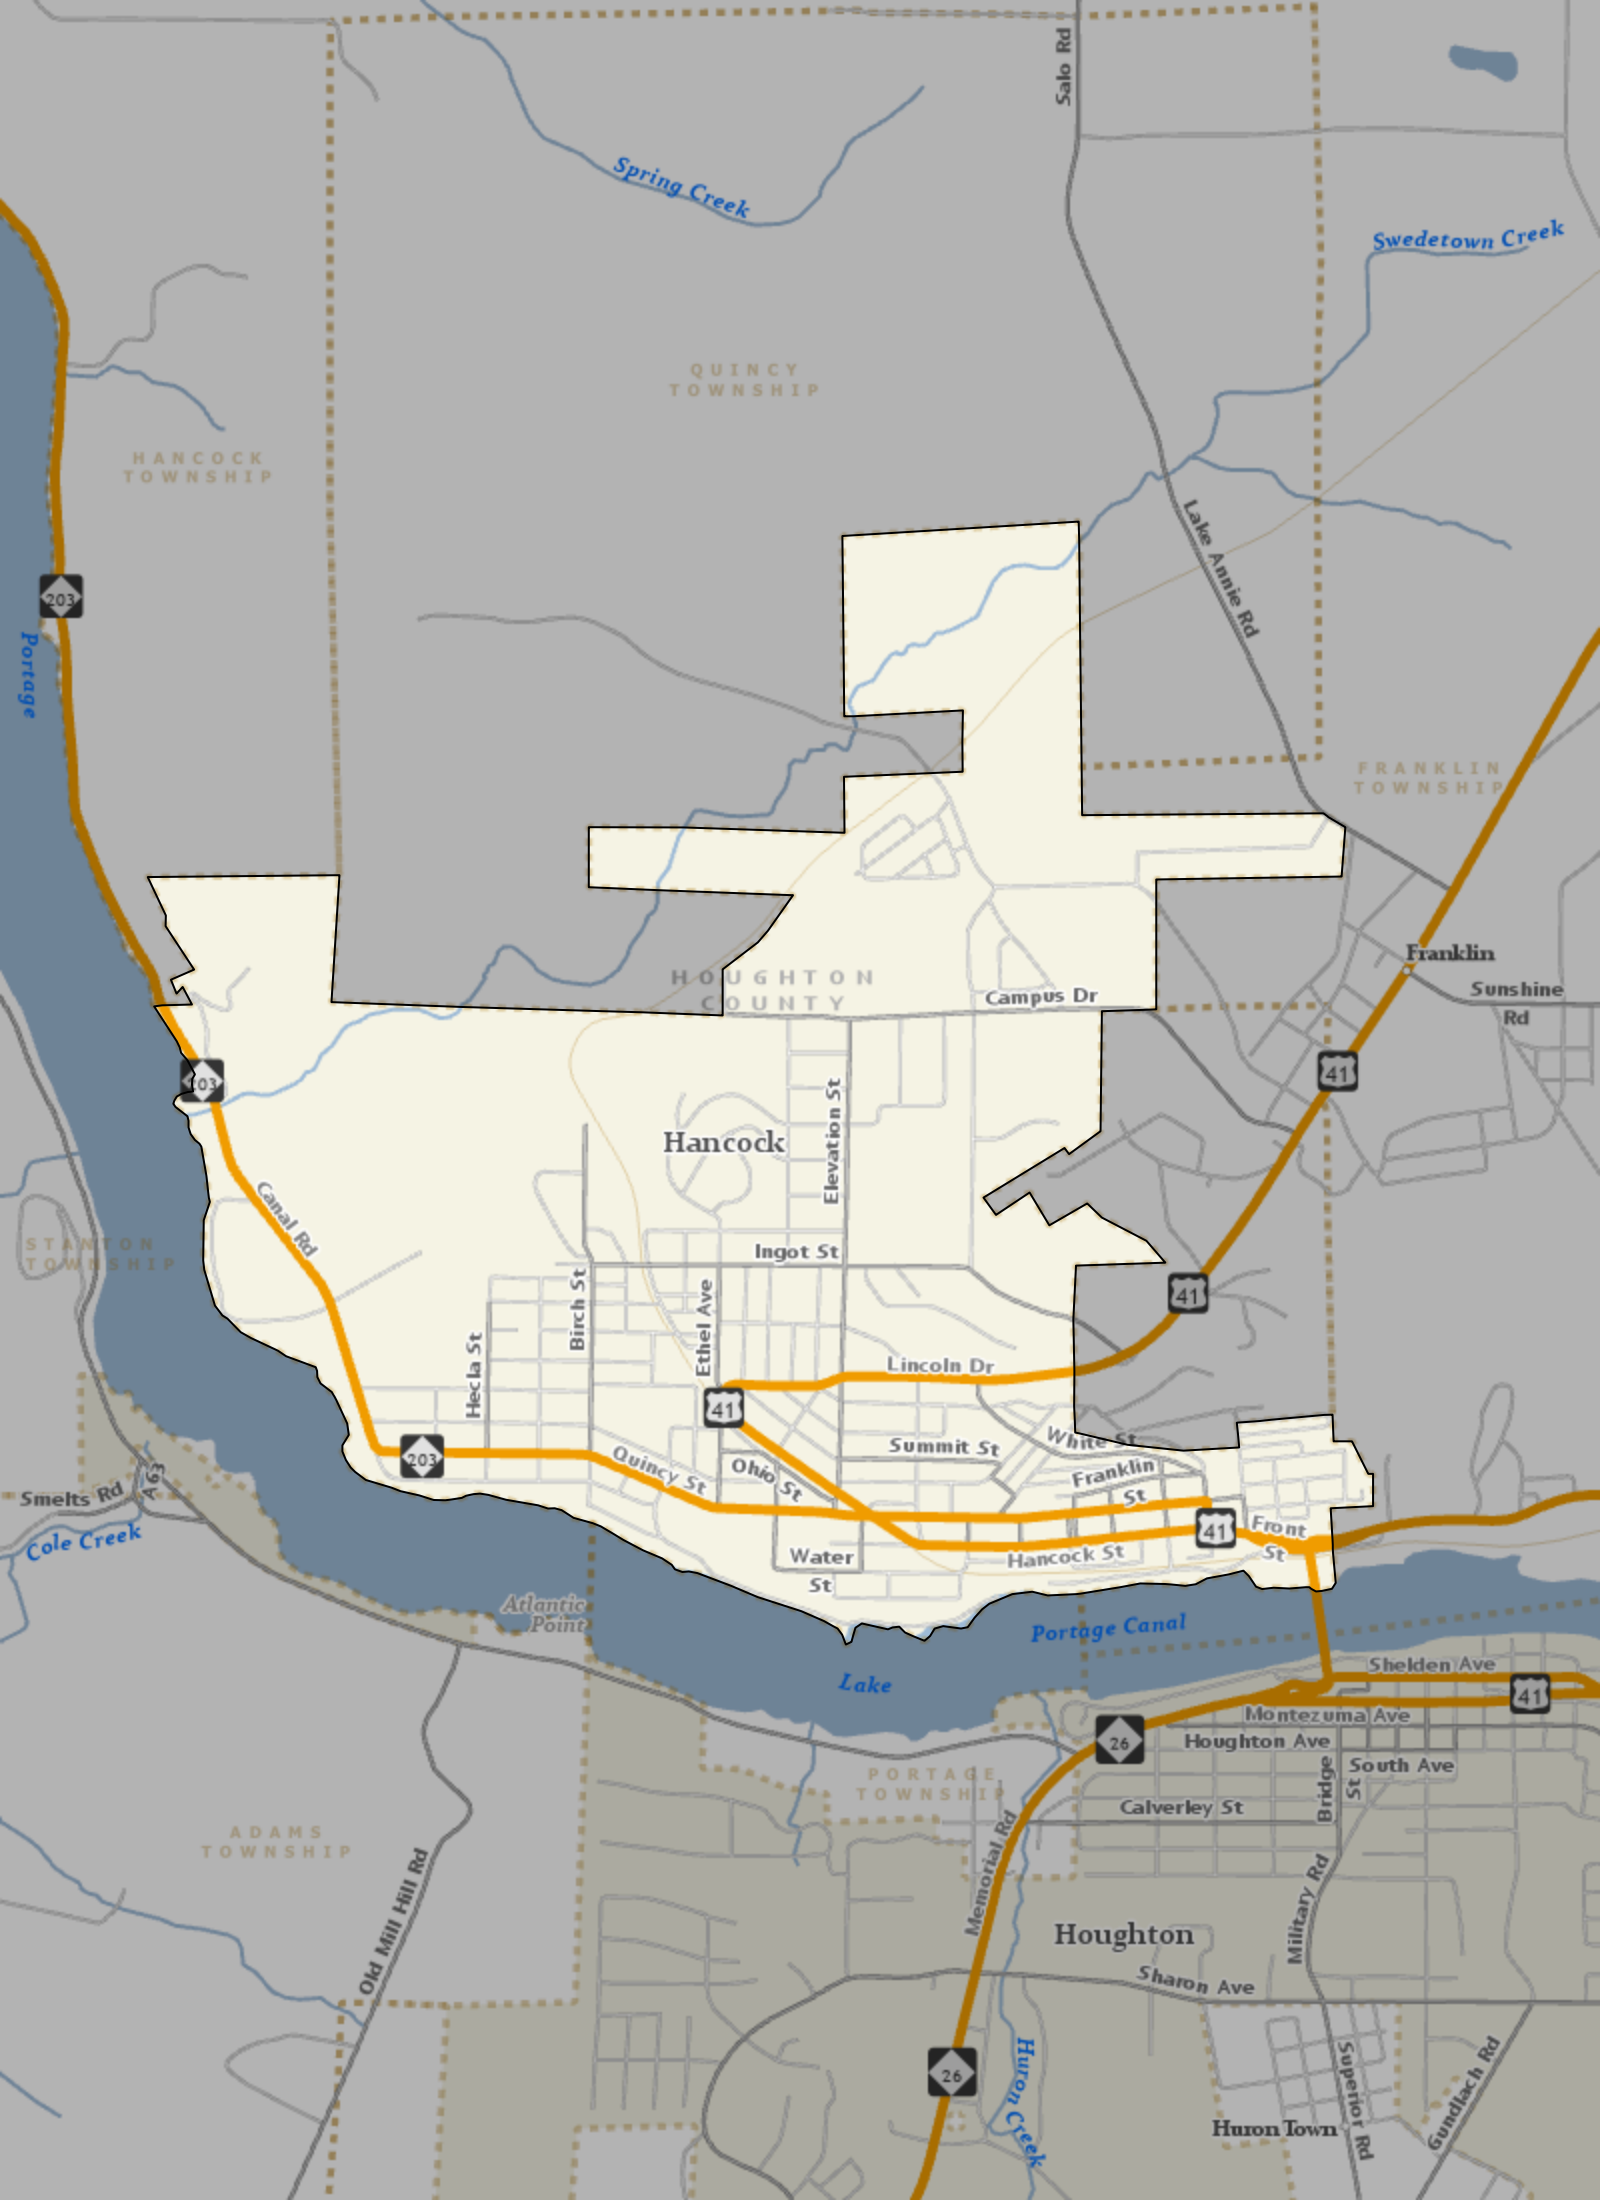 Salo Rd
Spring Creek
Swedetown Creek
QUINCY
TOWNSHIP
HANCOCK
TOWNSHIP
Lake Annie Rd
203
Portage
FRANKLIN
TOWNSHIP
Franklin
HOUGHTON
COUNTY
Campus Dr
Sunshine
Rd
203
41
Hancock
Elevation St
Canal Rd
STANTON
TOWNSHIP
Ingot St
41
Birch St
Ethel Ave
Hecla St
Lincoln Dr
41
White St
Summit St
203
Quincy St
Ohio St
Franklin
St
A 63
Smelts Rd
Cole Creek
41
Front
St
Hancock St
Water
St
Atlantic
Point
Portage Canal
Lake
Shelden Ave
41
Montezuma Ave
26
Houghton Ave
South Ave
Bridge
St
PORTAGE
TOWNSHIP
Calverley St
ADAMS
TOWNSHIP
Memorial Rd
Old Mill Hill Rd
Military Rd
Houghton
Sharon Ave
26
Huron Creek
Superior Rd
Gundlach Rd
Huron Town